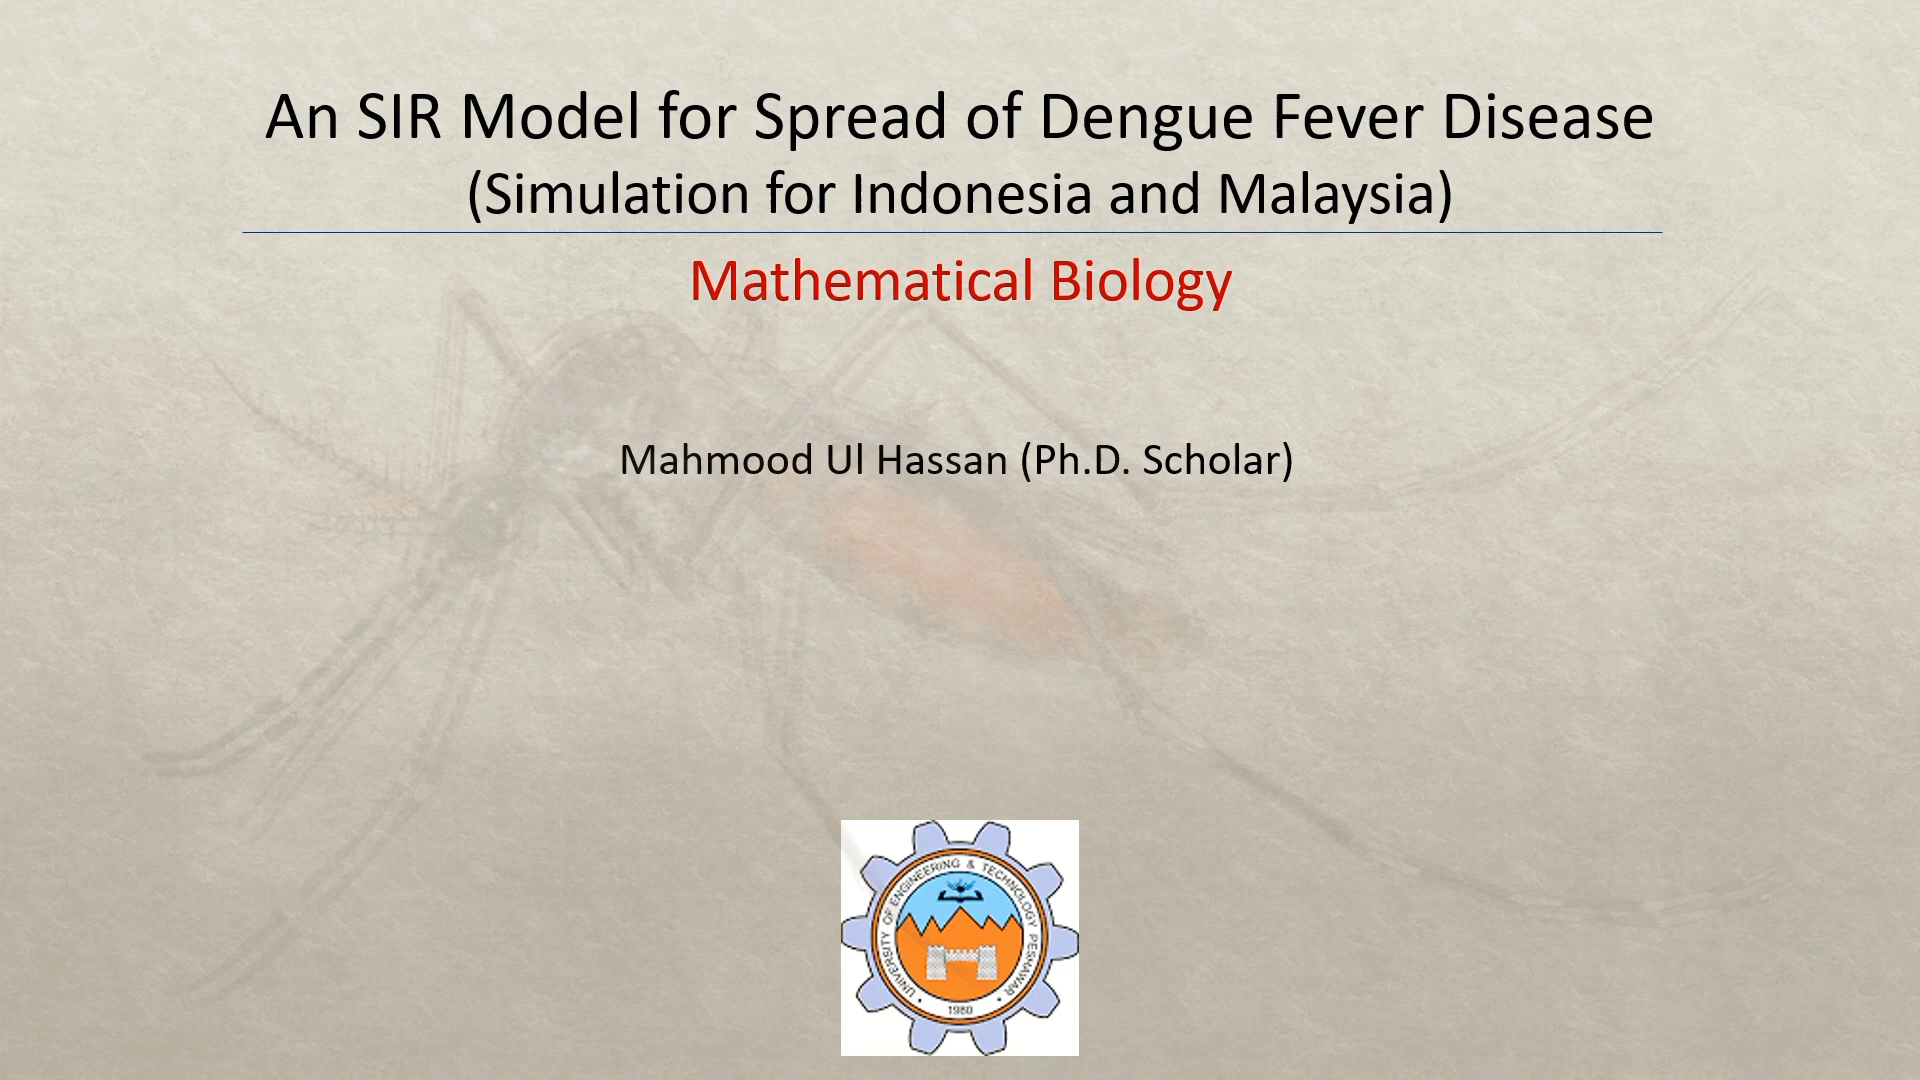 An SIR Model for Spread of Dengue Fever Disease
(Simulation for Indonesia and Malaysia)
Mathematical Biology
Mahmood Ul Hassan (Ph.D. Scholar)
UNIVERSITY OF ENGINEERING & TECHNOLOGY PESHAWAR
1980